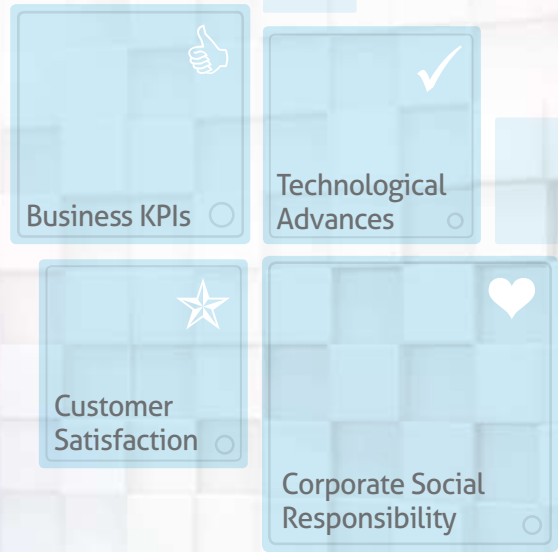 Business KPIs
Technological
Advances
Customer
Satisfaction
Corporate Social
Responsibility